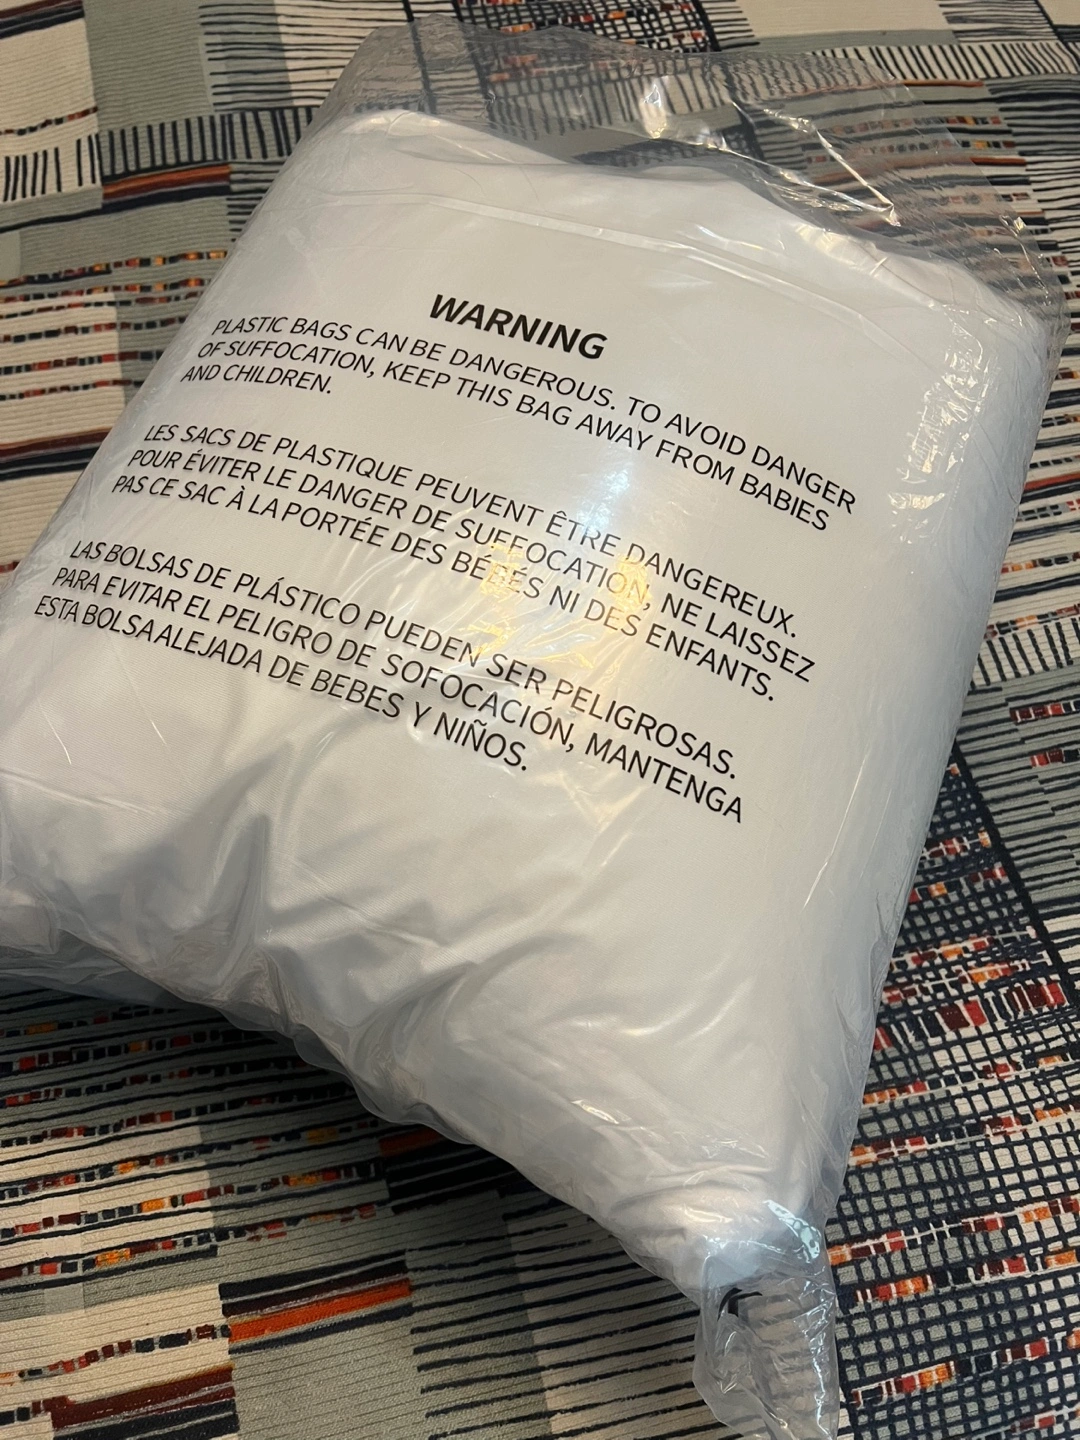 WARNING
PLASTIC BAGS CAN BE DANGEROUS. TO AVOID DANGER
OF SUFFOCATION, KEEP THIS BAG AWAY FROM BABIES
AND CHILDREN.
LES SACS DE PLASTIQUE PEUVENT ÊTRE DANGEREUX.
POUR ÉVITER LE DANGER DE SUFFOCATION, NE LAISSEZ
PAS CE SAC À LA PORTÉE DES BÉBÉS NI DES ENFANTS.
LAS BOLSAS DE PLÁSTICO PUEDEN SER PELIGROSAS.
PARA EVITAR EL PELIGRO DE SOFOCACIÓN, MANTENGA
ESTA BOLSA ALEJADA DE BEBES Y NIÑOS.